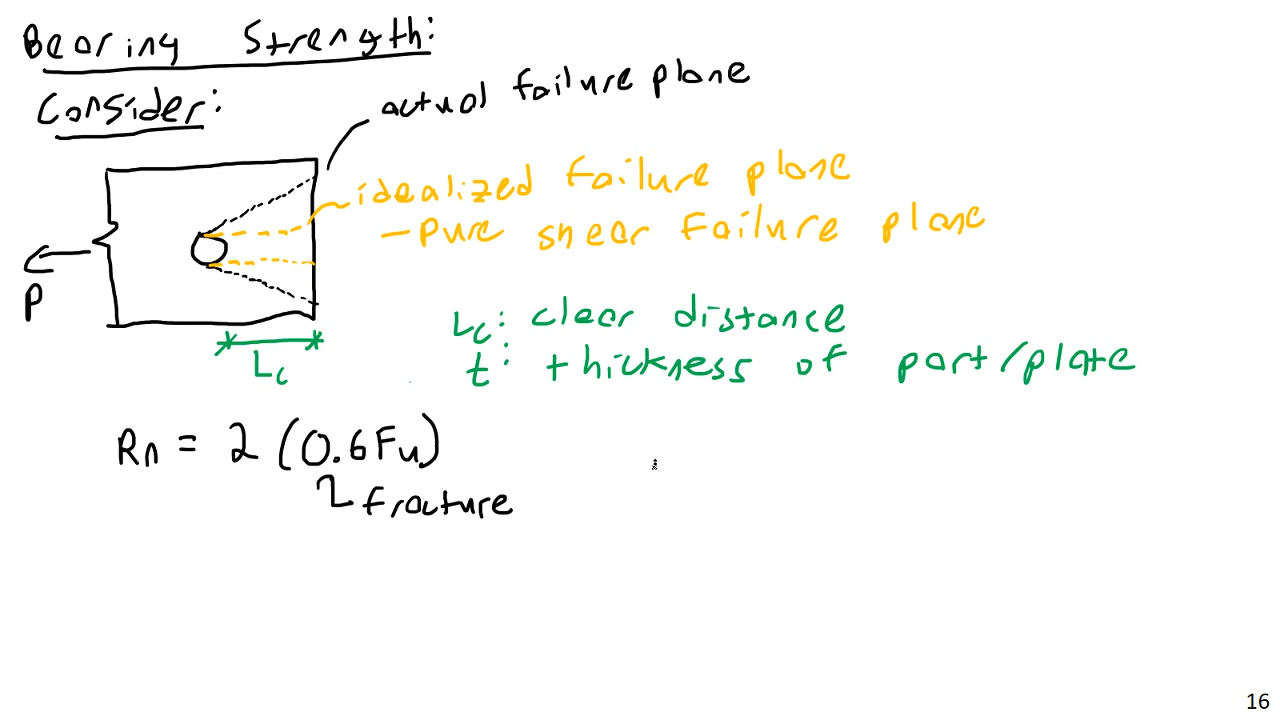 Bearing Strength:
Consider:
actual failure plane
idealized failure plane
- Pure shear failure plane
P
Lc
Lc: clear distance
t: thickness of part/plate
Rn = 2 (0.6Fu)
fracture
16